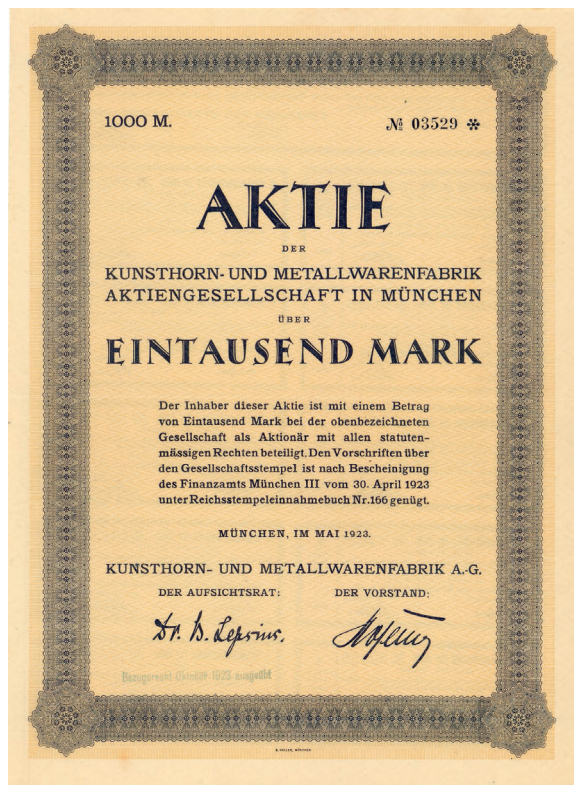 1000 M.
№ 03529 ✻
AKTIE
DER
KUNSTHORN- UND METALLWARENFABRIK
AKTIENGESELLSCHAFT IN MÜNCHEN
ÜBER
EINTAUSEND MARK
Der Inhaber dieser Aktie ist mit einem Betrag
von Eintausend Mark bei der obenbezeichneten
Gesellschaft als Aktionär mit allen statuten-
mässigen Rechten beteiligt. Den Vorschriften über
den Gesellschaftsstempel ist nach Bescheinigung
des Finanzamts München III vom 30. April 1923
unter Reichsstempeleinnahmebuch Nr. 166 genügt.
MÜNCHEN, IM MAI 1923.
KUNSTHORN- UND METALLWARENFABRIK A.-G.
DER AUFSICHTSRAT:
DER VORSTAND:
Dr. B. Lepsius.
Bezugsrecht Oktober 1923 ausgeübt
MÜNCHEN